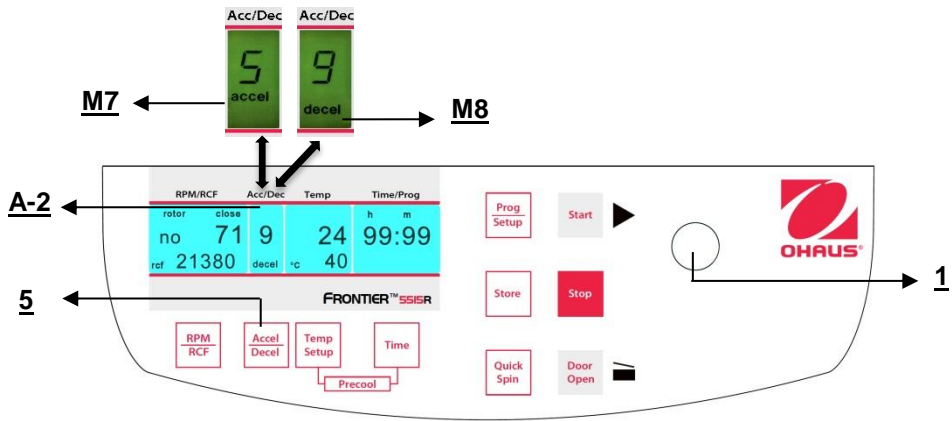 Acc/Dec Acc/Dec
5 9
accel decel
M7 M8
RPM/RCF Acc/Dec Temp Time/Prog
A-2
rotor close h m
no 71 9 24 99:99
rcf 21380 decel °C 40
FRONTIER™ 5515R
5
RPM
RCF
Accel
Decel
Temp
Setup
Time
Precool
Prog
Setup
Start
Store
Stop
Quick
Spin
Door
Open
OHAUS®
1